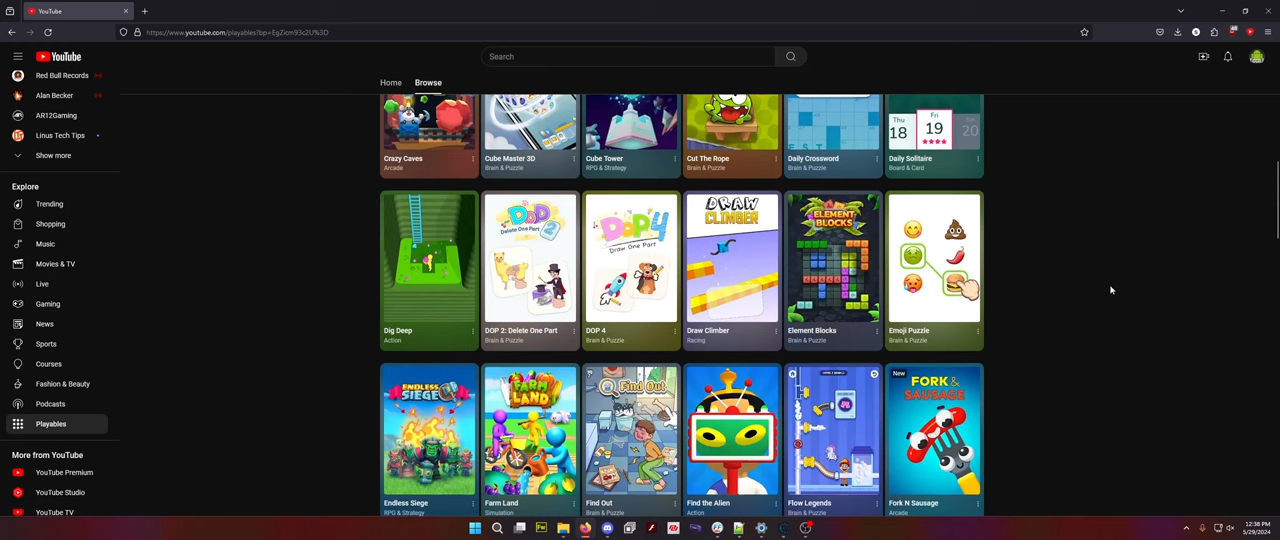 YouTube
https://www.youtube.com/playables?bp=EgZicm93c2U%3D
48
YouTube
Search
Home
Browse
Red Bull Records
Alan Becker
AR12Gaming
Linus Tech Tips
Show more
Explore
Trending
Shopping
Music
Movies & TV
Live
Gaming
News
Sports
Courses
Fashion & Beauty
Podcasts
Playables
More from YouTube
YouTube Premium
YouTube Studio
YouTube TV
Thu
18
Fri
19
20
Crazy Caves
Arcade
Cube Master 3D
Brain & Puzzle
Cube Tower
RPG & Strategy
Cut The Rope
Brain & Puzzle
Daily Crossword
Brain & Puzzle
Daily Solitaire
Board & Card
DOP 2
Delete One Part
DOP 4
Draw One Part
DRAW
CLIMBER
ELEMENT
BLOCKS
Dig Deep
Action
DOP 2: Delete One Part
Brain & Puzzle
DOP 4
Brain & Puzzle
Draw Climber
Racing
Element Blocks
Brain & Puzzle
Emoji Puzzle
Brain & Puzzle
ENDLESS
SIEGE
FARM
LAND
Find Out
New
FORK &
SAUSAGE
Endless Siege
RPG & Strategy
Farm Land
Simulation
Find Out
Brain & Puzzle
Find the Alien
Action
Flow Legends
Brain & Puzzle
Fork N Sausage
Arcade
12:38 PM
5/29/2024